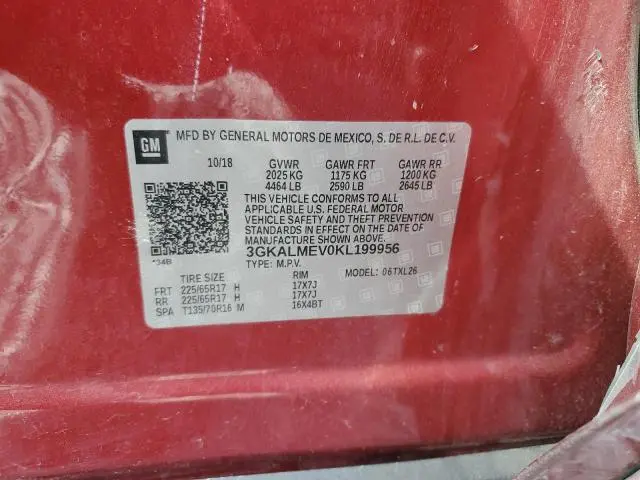 GM MFD BY GENERAL MOTORS DE MEXICO, S. DE R.L. DE C.V.
10/18 GVWR GAWR FRT GAWR RR
2025 KG 1175 KG 1200 KG
4464 LB 2590 LB 2645 LB
THIS VEHICLE CONFORMS TO ALL
APPLICABLE U.S. FEDERAL MOTOR
VEHICLE SAFETY AND THEFT PREVENTION
STANDARDS IN EFFECT ON THE DATE OF
MANUFACTURE SHOWN ABOVE.
3GKALMEV0KL199956
TYPE: M.P.V. MODEL: 06TXL26
TIRE SIZE RIM
FRT 225/65R17 H 17X7J
RR 225/65R17 H 17X7J
SPA T135/70R16 M 16X4BT